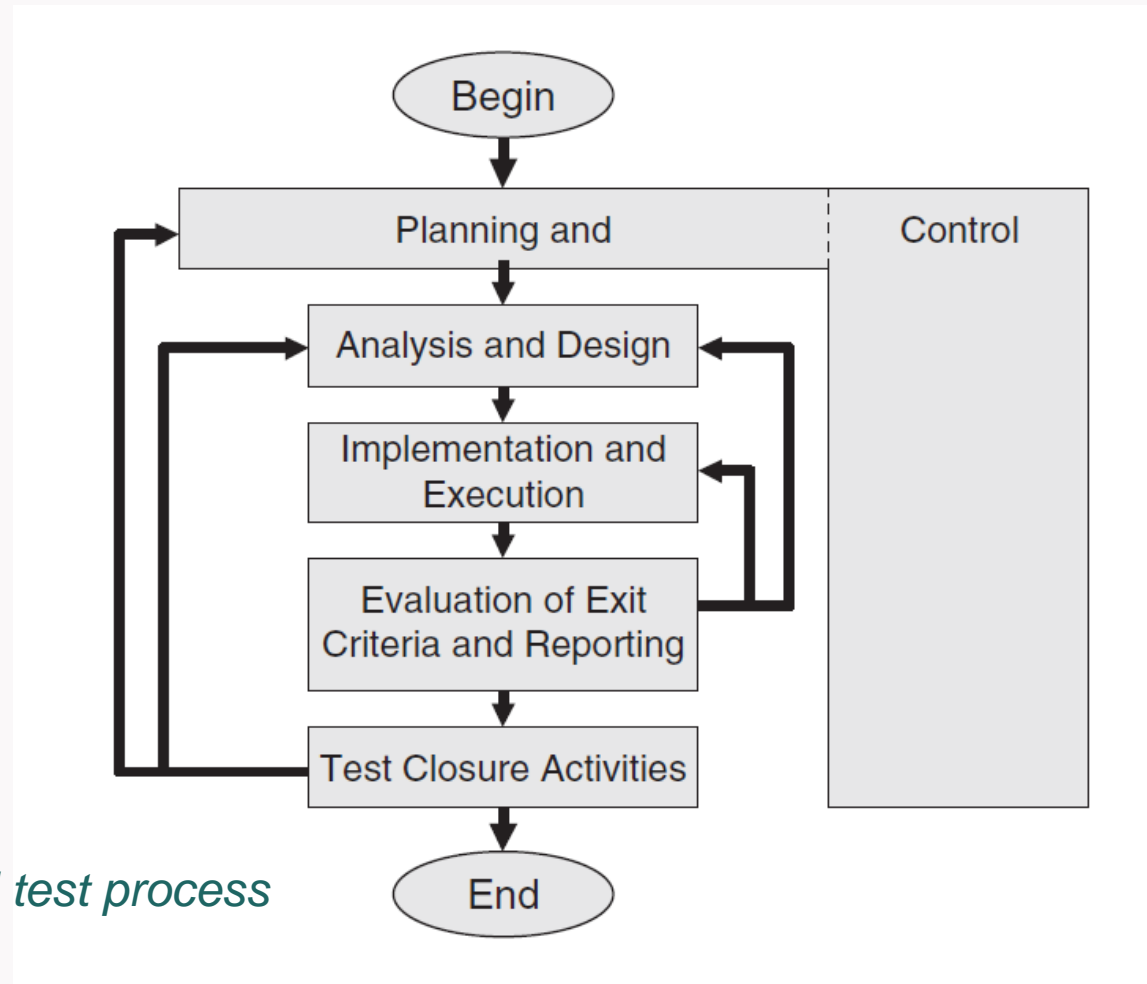 Begin
Planning and
Control
Analysis and Design
Implementation and
Execution
Evaluation of Exit
Criteria and Reporting
Test Closure Activities
test process
End